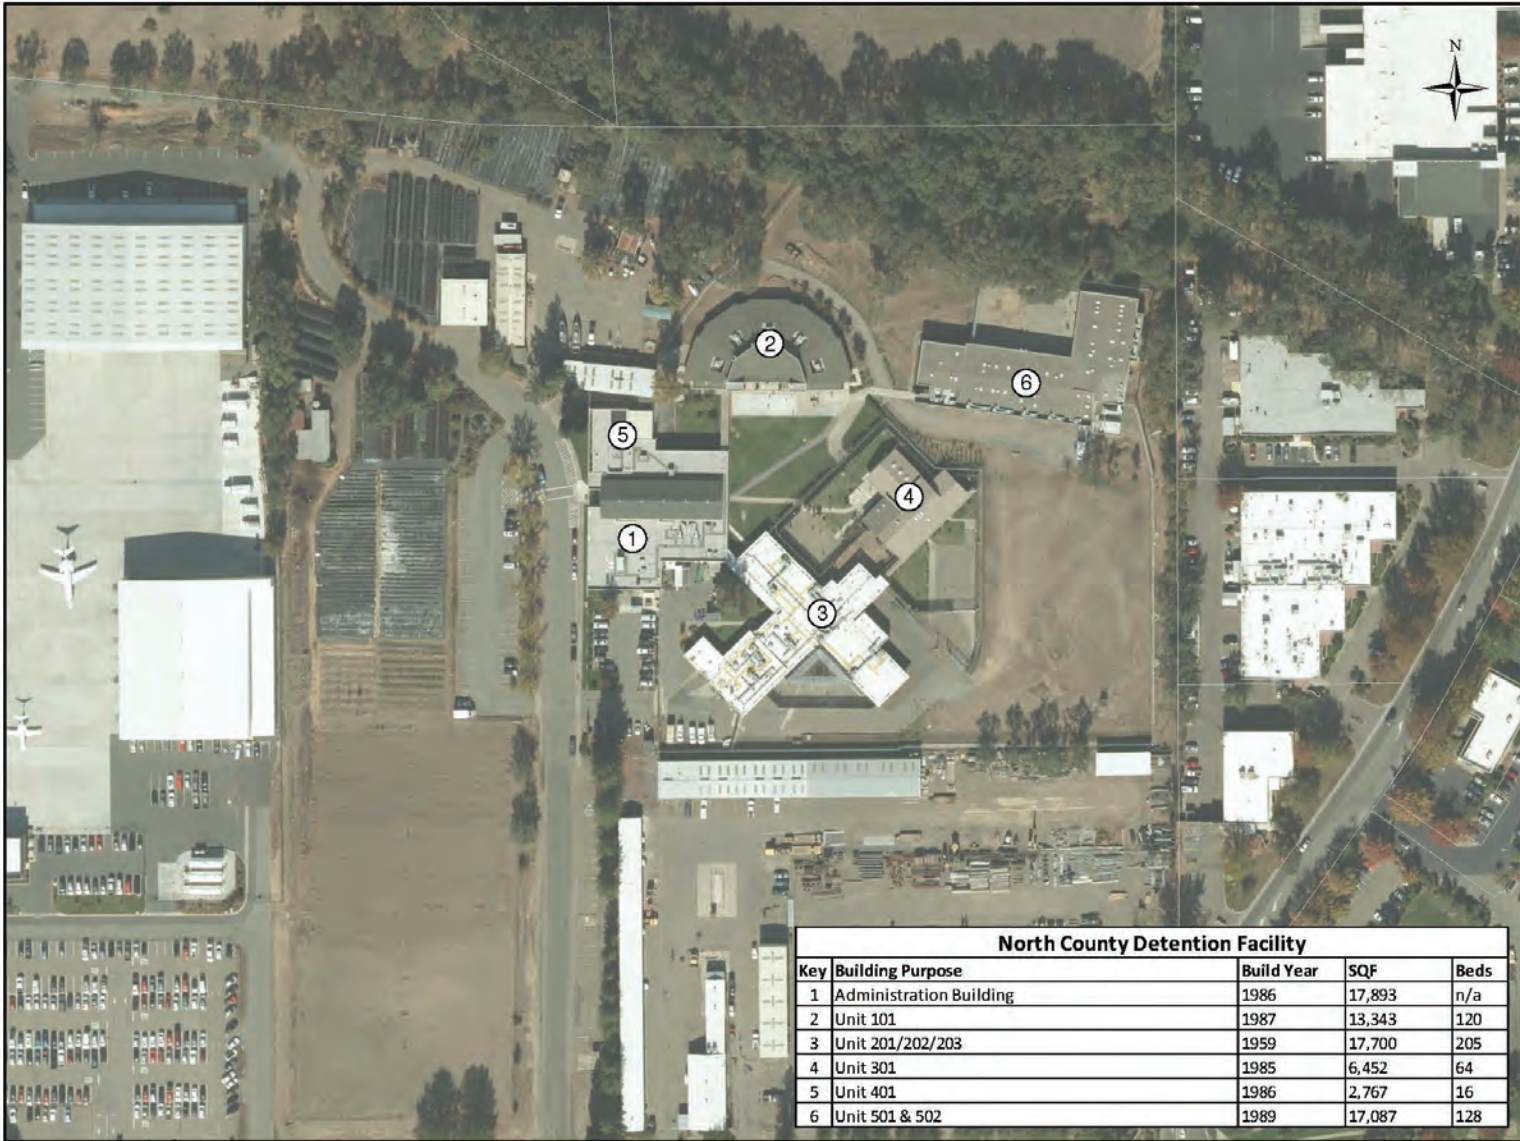 N
2
6
5
4
1
3
North County Detention Facility
Key Building Purpose Build Year SQF Beds
1 Administration Building 1986 17,893 n/a
2 Unit 101 1987 13,343 120
3 Unit 201/202/203 1959 17,700 205
4 Unit 301 1985 6,452 64
5 Unit 401 1986 2,767 16
6 Unit 501 & 502 1989 17,087 128